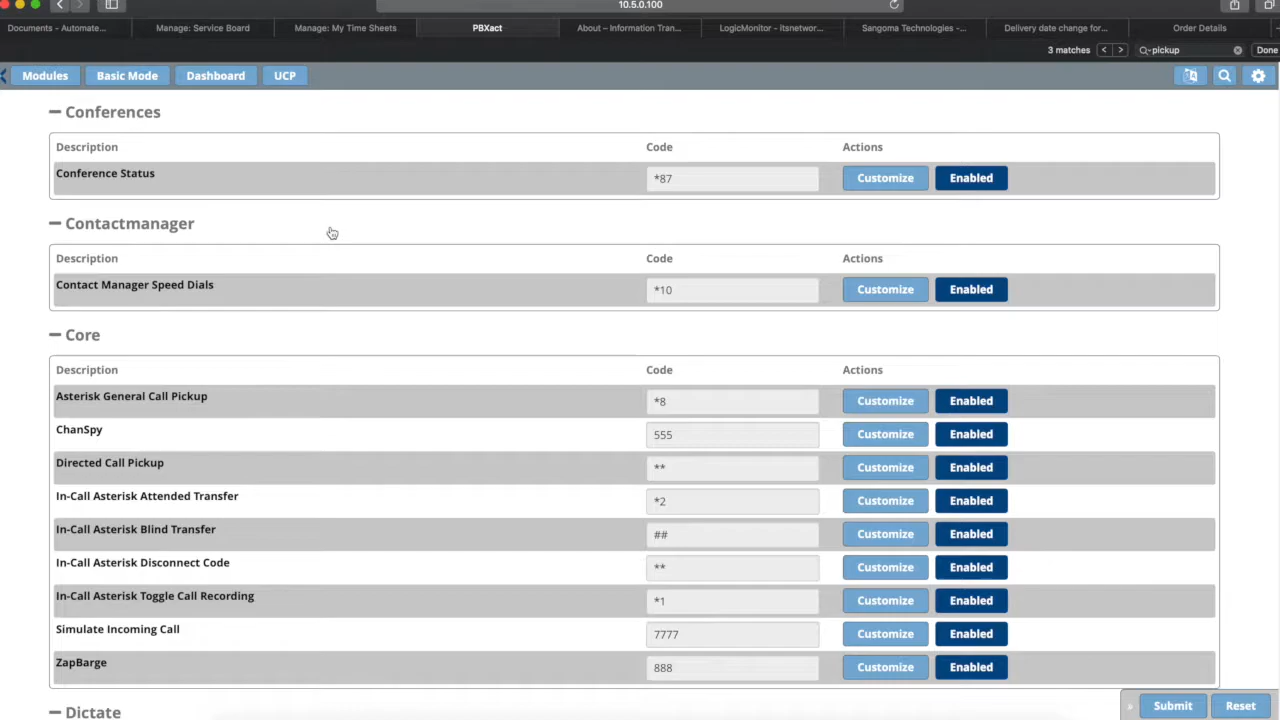 10.5.0.100
Documents – Automate... Manage: Service Board Manage: My Time Sheets PBXact About – Information Tran... LogicMonitor - itsnetwor... Sangoma Technologies -... Delivery date change for... Order Details
3 matches pickup Done
Modules Basic Mode Dashboard UCP
Conferences
Description Code Actions
Conference Status *87 Customize Enabled
Contactmanager
Description Code Actions
Contact Manager Speed Dials *10 Customize Enabled
Core
Description Code Actions
Asterisk General Call Pickup *8 Customize Enabled
ChanSpy 555 Customize Enabled
Directed Call Pickup ** Customize Enabled
In-Call Asterisk Attended Transfer *2 Customize Enabled
In-Call Asterisk Blind Transfer ## Customize Enabled
In-Call Asterisk Disconnect Code ** Customize Enabled
In-Call Asterisk Toggle Call Recording *1 Customize Enabled
Simulate Incoming Call 7777 Customize Enabled
ZapBarge 888 Customize Enabled
Dictate
» Submit Reset